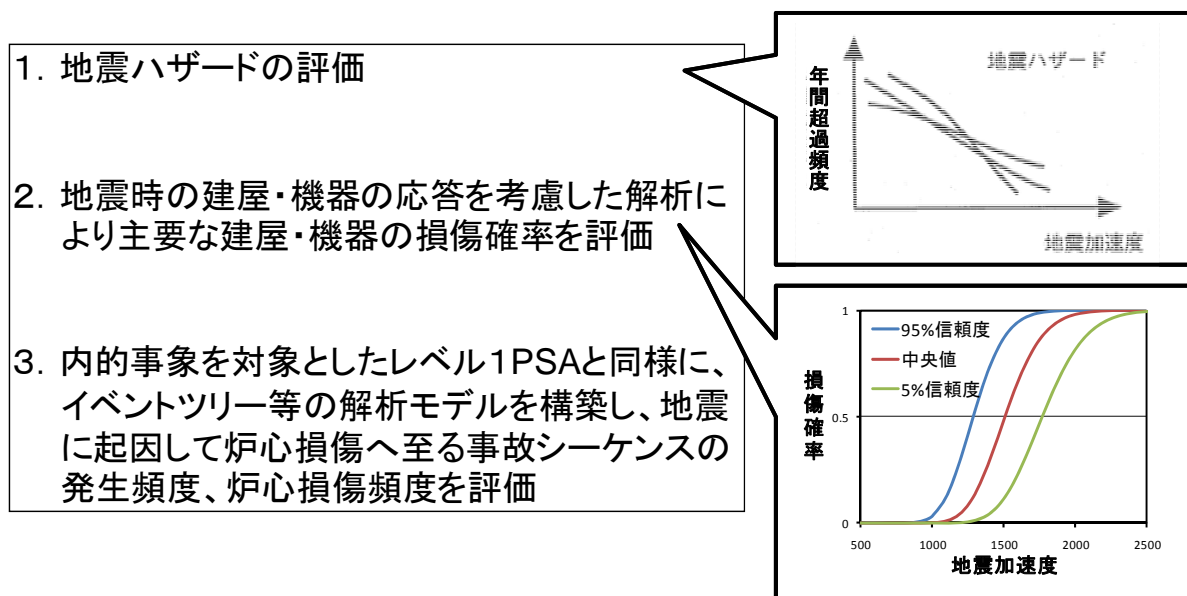 1. 地震ハザードの評価
2. 地震時の建屋・機器の応答を考慮した解析に
より主要な建屋・機器の損傷確率を評価
3. 内的事象を対象としたレベル1PSAと同様に、
イベントツリー等の解析モデルを構築し、地震
に起因して炉心損傷へ至る事故シーケンスの
発生頻度、炉心損傷頻度を評価
年間超過頻度
地震ハザード
地震加速度
損傷確率
1
0.5
0
95%信頼度
中央値
5%信頼度
500 1000 1500 2000 2500
地震加速度